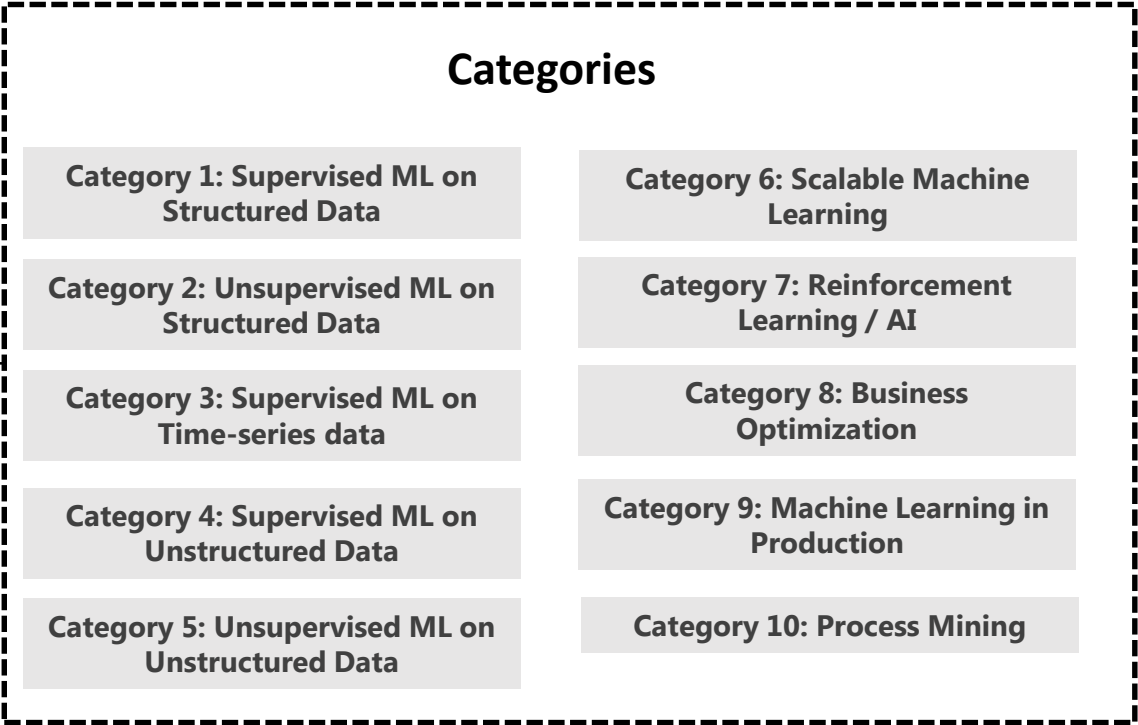 Categories
Category 1: Supervised ML on
Structured Data
Category 2: Unsupervised ML on
Structured Data
Category 3: Supervised ML on
Time-series data
Category 4: Supervised ML on
Unstructured Data
Category 5: Unsupervised ML on
Unstructured Data
Category 6: Scalable Machine
Learning
Category 7: Reinforcement
Learning / AI
Category 8: Business
Optimization
Category 9: Machine Learning in
Production
Category 10: Process Mining